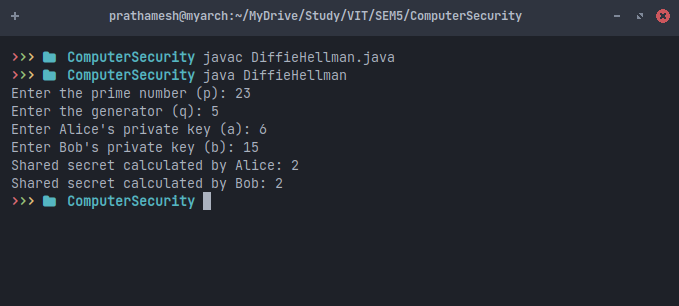 prathamesh@myarch:~/MyDrive/Study/VIT/SEM5/ComputerSecurity
>>> ComputerSecurity javac DiffieHellman.java
>>> ComputerSecurity java DiffieHellman
Enter the prime number (p): 23
Enter the generator (q): 5
Enter Alice's private key (a): 6
Enter Bob's private key (b): 15
Shared secret calculated by Alice: 2
Shared secret calculated by Bob: 2
>>> ComputerSecurity